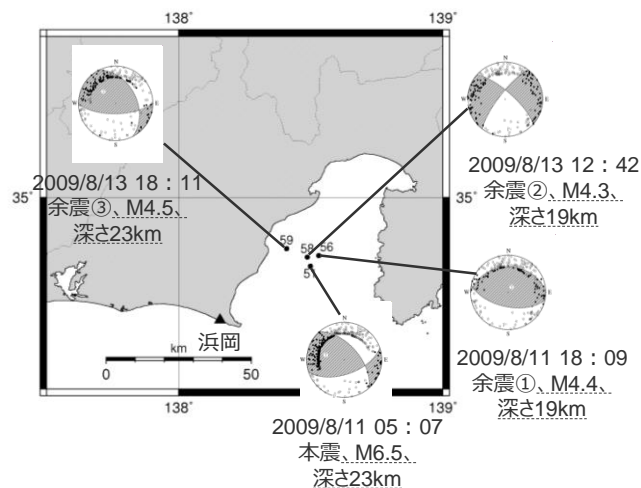 138°
139°
2009/8/13 18：11
余震③、M4.5、
深さ23km
2009/8/13 12：42
余震②、M4.3、
深さ19km
35°
35°
59
58
56
浜岡
km
0
50
2009/8/11 18：09
余震①、M4.4、
深さ19km
138°
139°
2009/8/11 05：07
本震、M6.5、
深さ23km
N
W
E
S
N
W
E
S
N
W
E
S
N
W
E
S